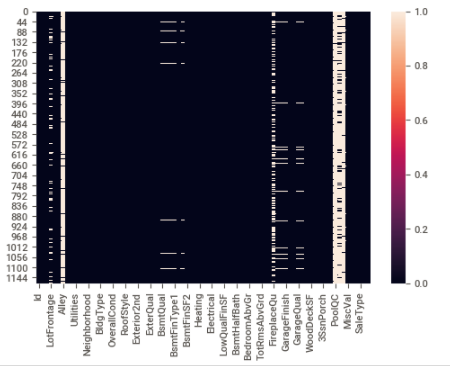 0
44
88
132
176
220
264
308
352
396
440
484
528
572
616
660
704
748
792
836
880
924
968
1012
1056
1100
1144
Id
LotFrontage
Alley
Utilities
Neighborhood
BldgType
OverallCond
RoofStyle
Exterior2nd
ExterQual
BsmtQual
BsmtFinType1
BsmtFinSF2
Heating
Electrical
LowQualFinSF
BsmtHalfBath
BedroomAbvGr
TotRmsAbvGrd
FireplaceQu
GarageFinish
GarageQual
WoodDeckSF
3SsnPorch
PoolQC
MiscVal
SaleType
1.0
0.8
0.6
0.4
0.2
0.0